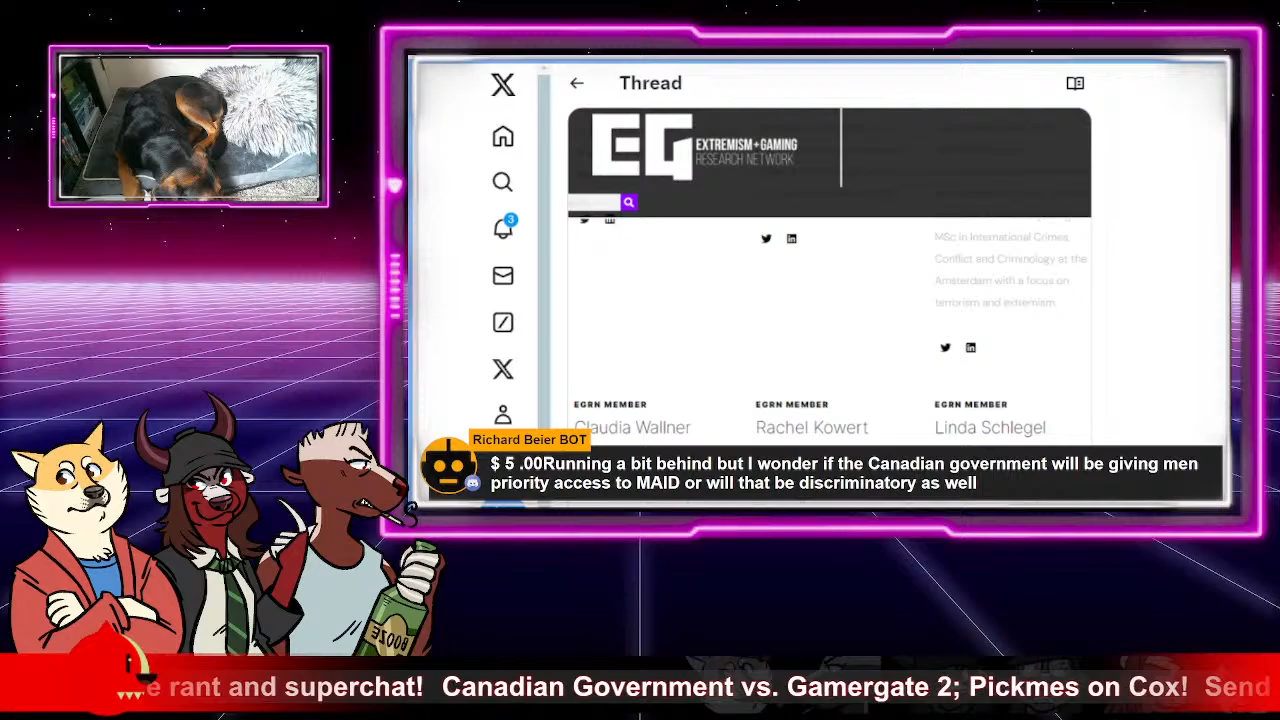 X
Thread
EG
EXTREMISM+GAMING
RESEARCH NETWORK
3
MSc in International Crimes,
Conflict and Criminology at the
Amsterdam with a focus on
terrorism and extremism
EGRN MEMBER
EGRN MEMBER
EGRN MEMBER
Claudia Wallner
Rachel Kowert
Linda Schlegel
Richard Beier BOT
$ 5 .00Running a bit behind but I wonder if the Canadian government will be giving men
priority access to MAID or will that be discriminatory as well
BOOZE
e rant and superchat! Canadian Government vs. Gamergate 2; Pickmes on Cox! Send